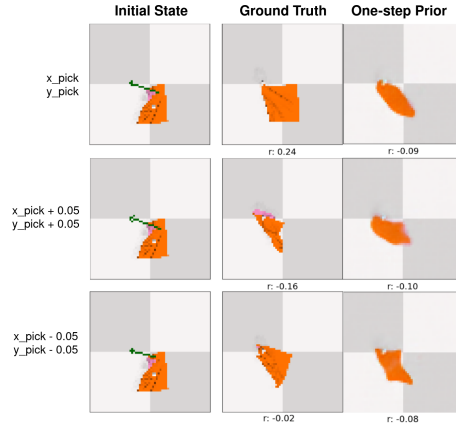 Initial State Ground Truth One-step Prior
x_pick
y_pick
r: 0.24 r: -0.09
x_pick + 0.05
y_pick + 0.05
r: -0.16 r: -0.10
x_pick - 0.05
y_pick - 0.05
r: -0.02 r: -0.08